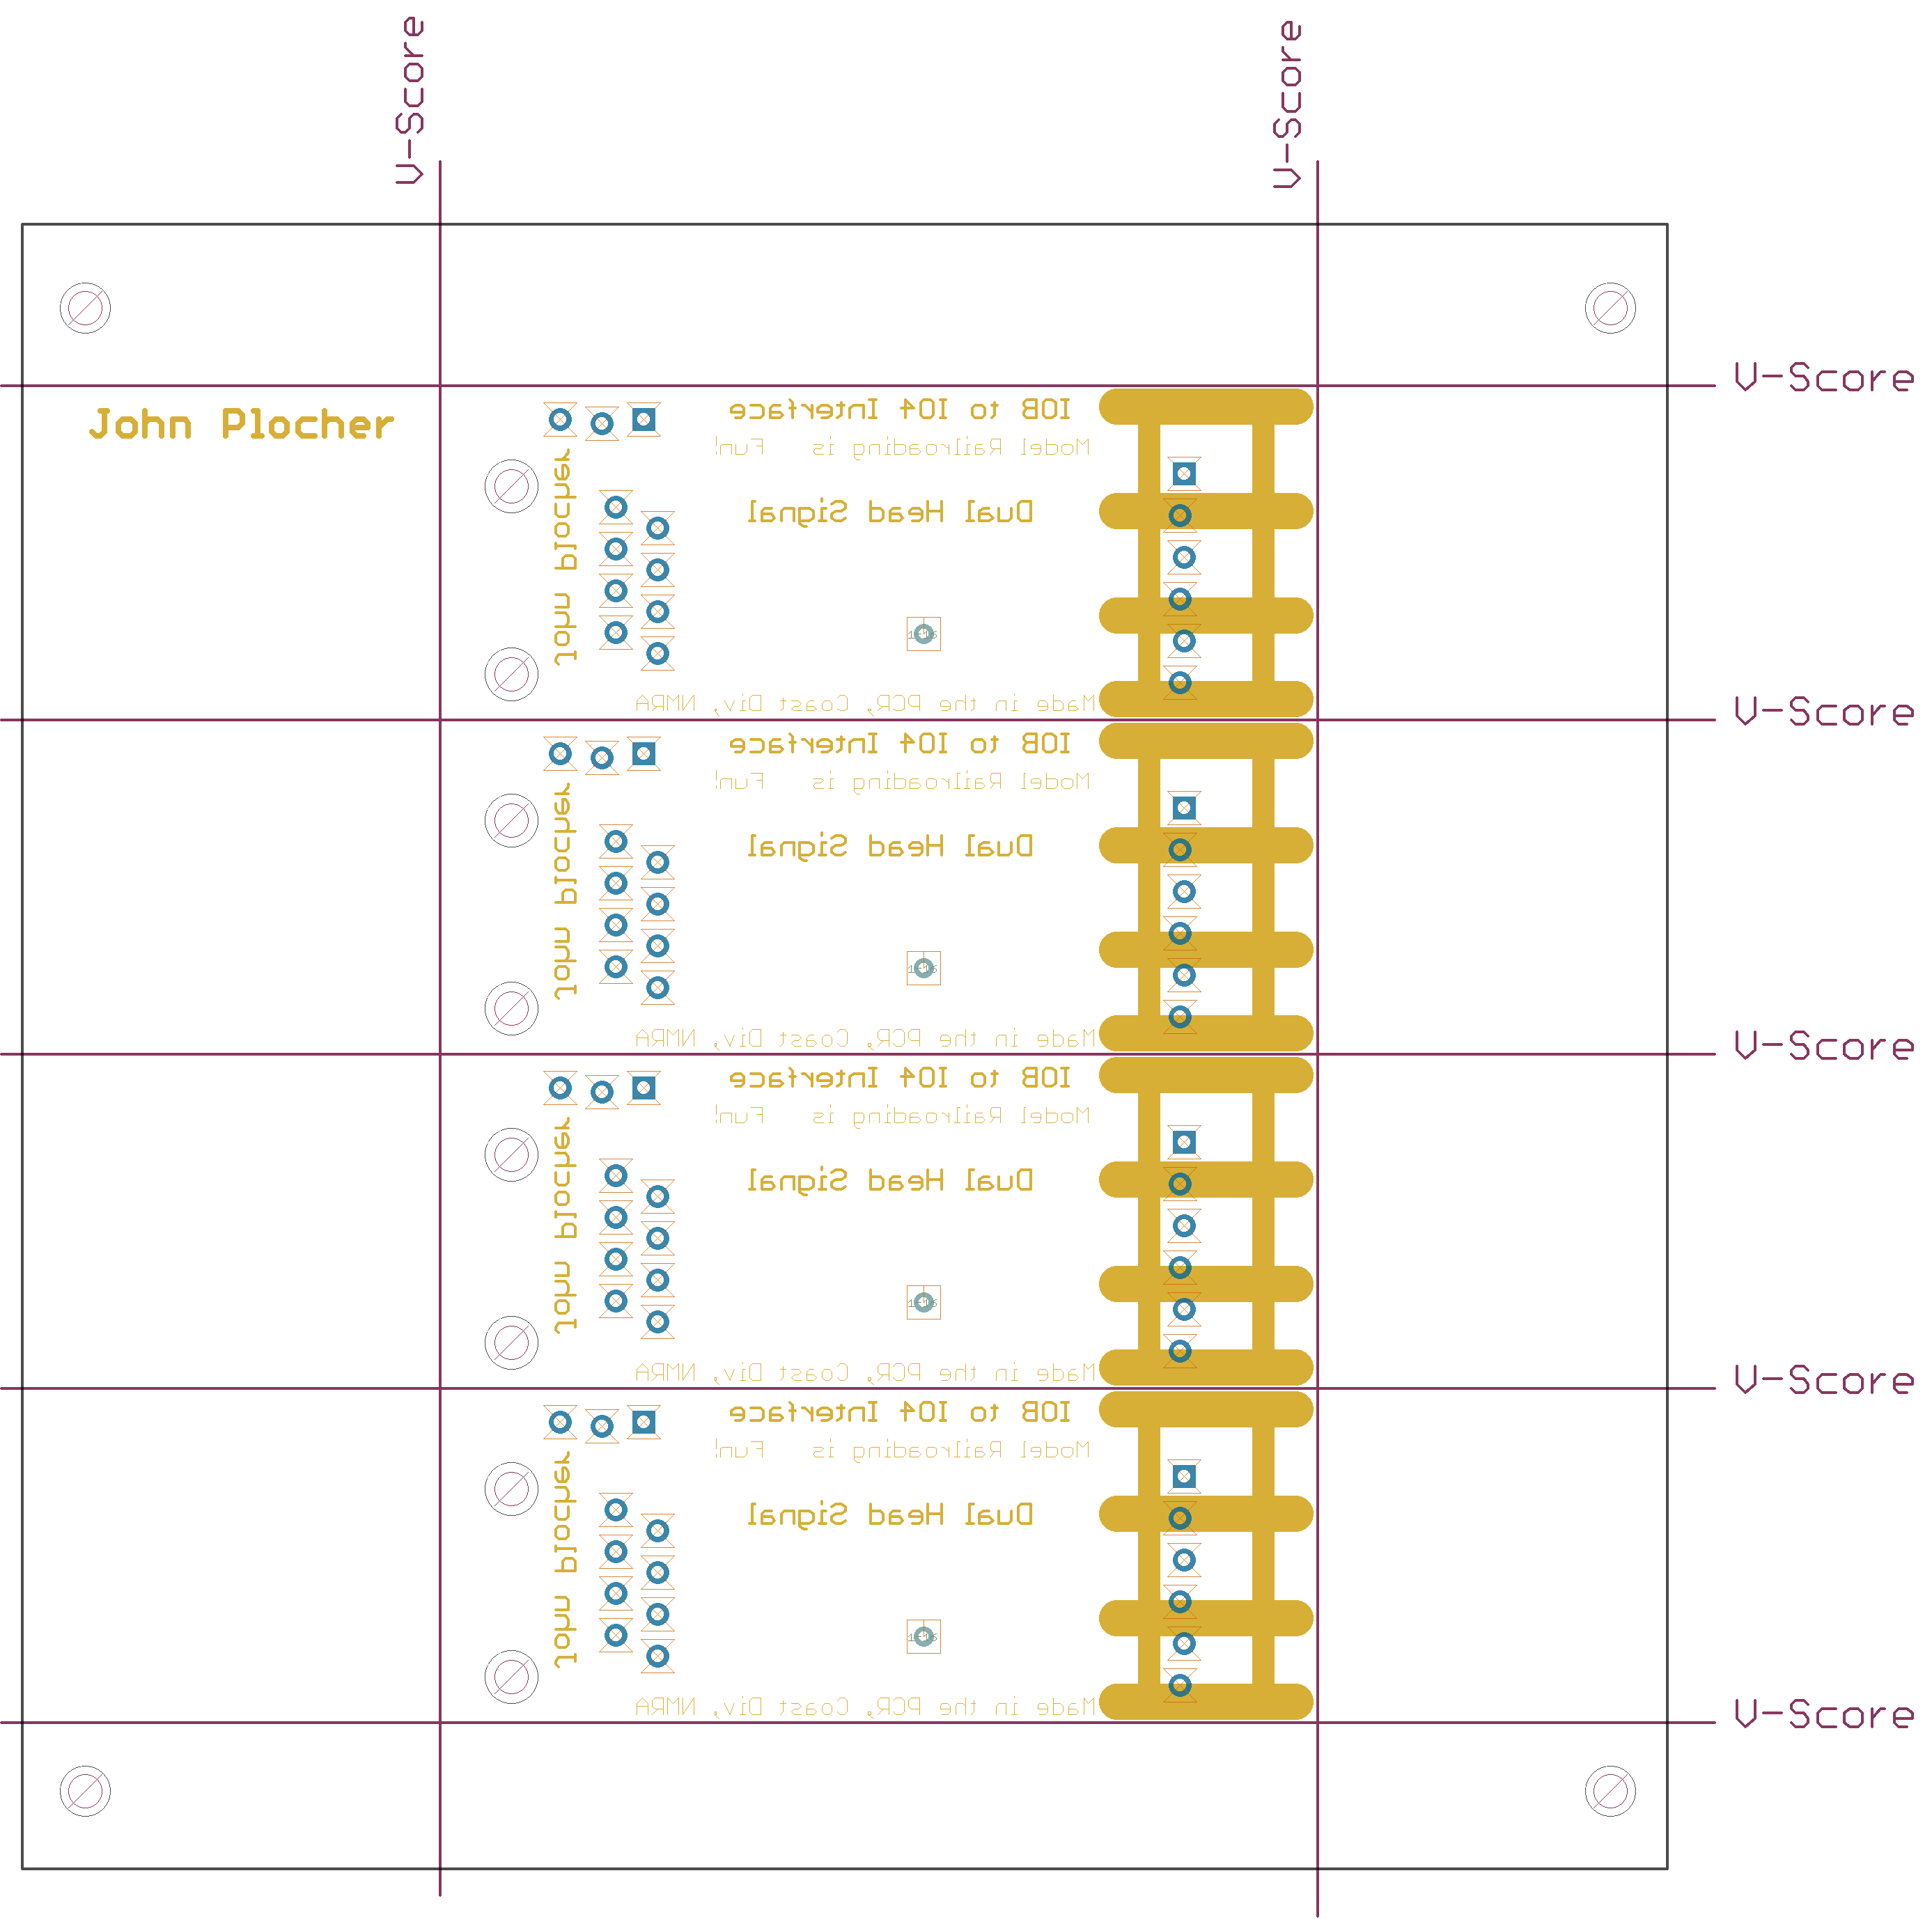 V-Score
V-Score
V-Score
John Plocher
IOB to IO4 Interface
Model Railroading is Fun!
John Plocher
Dual Head Signal
Made in the Coast Div, PCR, NMRA
V-Score
IOB to IO4 Interface
Model Railroading is Fun!
John Plocher
Dual Head Signal
Made in the PCR, Coast Div, NMRA
V-Score
IOB to IO4 Interface
Model Railroading is Fun!
John Plocher
Dual Head Signal
Made in the PCR, Coast Div, NMRA
V-Score
IOB to IO4 Interface
Model Railroading is Fun!
John Plocher
Dual Head Signal
Made in the PCR, Coast Div, NMRA
V-Score